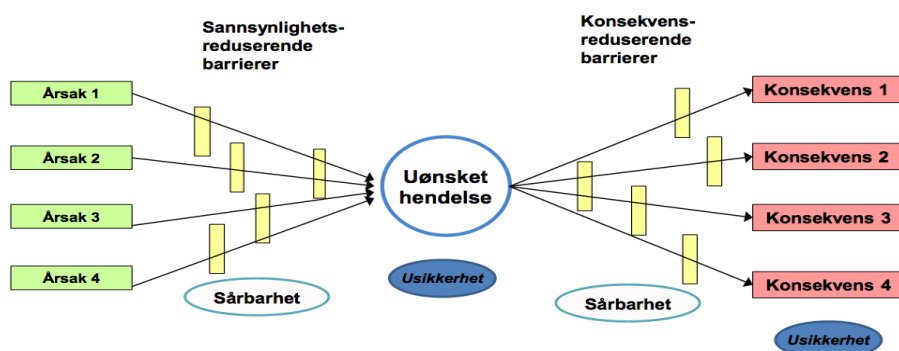 Sannsynlighets-
reduserende
barrierer
Konsekvens-
reduserende
barrierer
Årsak 1
Årsak 2
Årsak 3
Årsak 4
Uønsket
hendelse
Konsekvens 1
Konsekvens 2
Konsekvens 3
Konsekvens 4
Sårbarhet
Usikkerhet
Sårbarhet
Usikkerhet